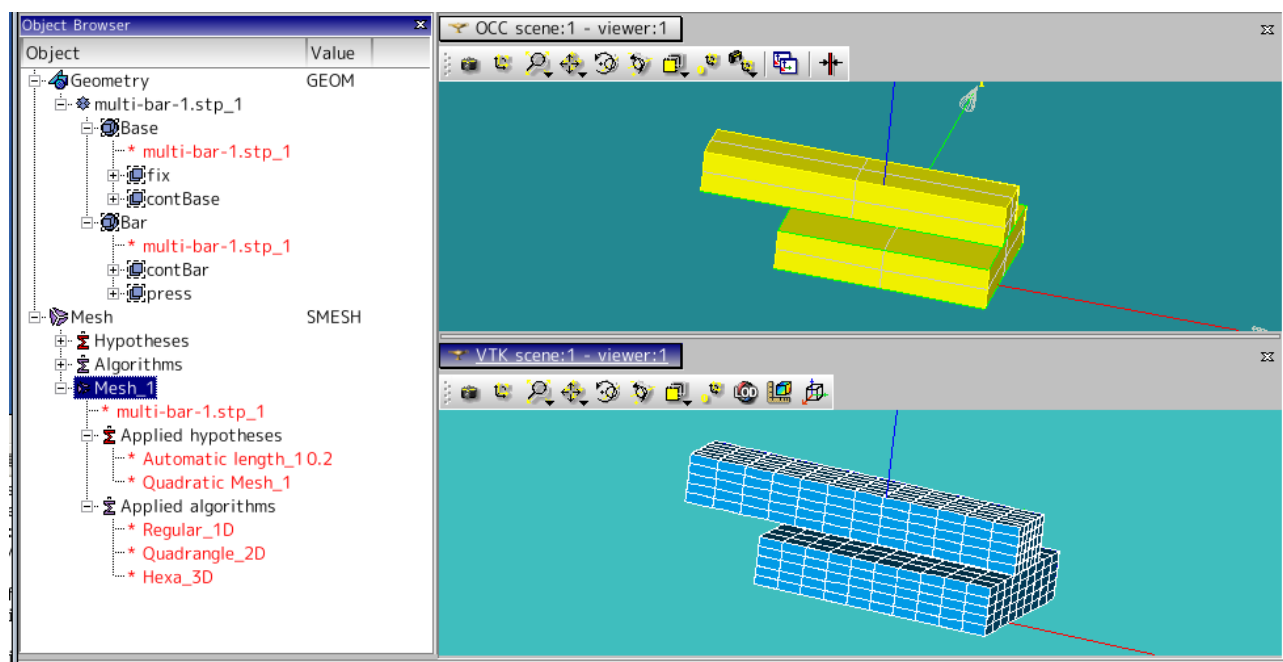 Object Browser
Object Value
Geometry GEOM
multi-bar-1.stp_1
Base
* multi-bar-1.stp_1
fix
contBase
Bar
* multi-bar-1.stp_1
contBar
press
Mesh SMESH
Hypotheses
Algorithms
Mesh_1
* multi-bar-1.stp_1
Applied hypotheses
* Automatic length_1 0.2
* Quadratic Mesh_1
Applied algorithms
* Regular_1D
* Quadrangle_2D
* Hexa_3D
OCC scene:1 - viewer:1
VTK scene:1 - viewer:1
LOD